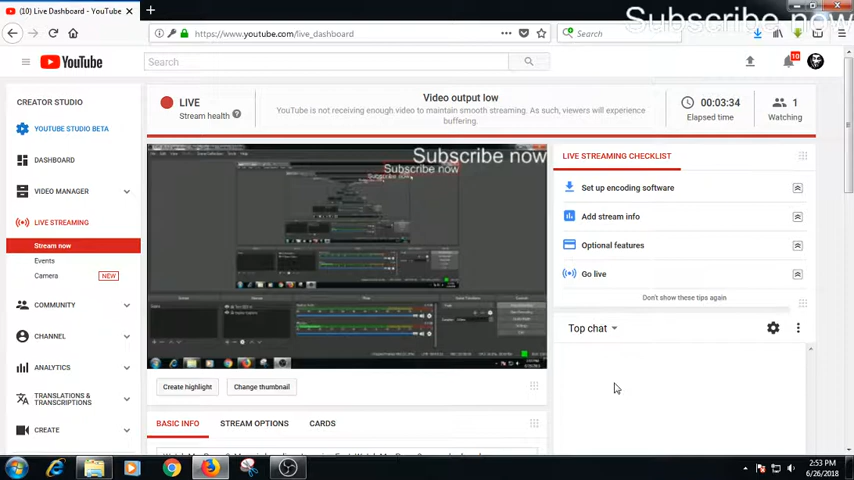 (10) Live Dashboard - YouTube
Subscribe now
https://www.youtube.com/live_dashboard
Search
YouTube
Search
10
CREATOR STUDIO
YOUTUBE STUDIO BETA
DASHBOARD
VIDEO MANAGER
LIVE STREAMING
Stream now
Events
Camera
NEW
COMMUNITY
CHANNEL
ANALYTICS
TRANSLATIONS &
TRANSCRIPTIONS
CREATE
LIVE
Stream health
Video output low
YouTube is not receiving enough video to maintain smooth streaming. As such, viewers will experience
buffering.
00:03:34
Elapsed time
1
Watching
Subscribe now
Subscribe now
Subscribe now
Create highlight
Change thumbnail
BASIC INFO
STREAM OPTIONS
CARDS
LIVE STREAMING CHECKLIST
Set up encoding software
Add stream info
Optional features
Go live
Don't show these tips again
Top chat
2:53 PM
6/26/2018